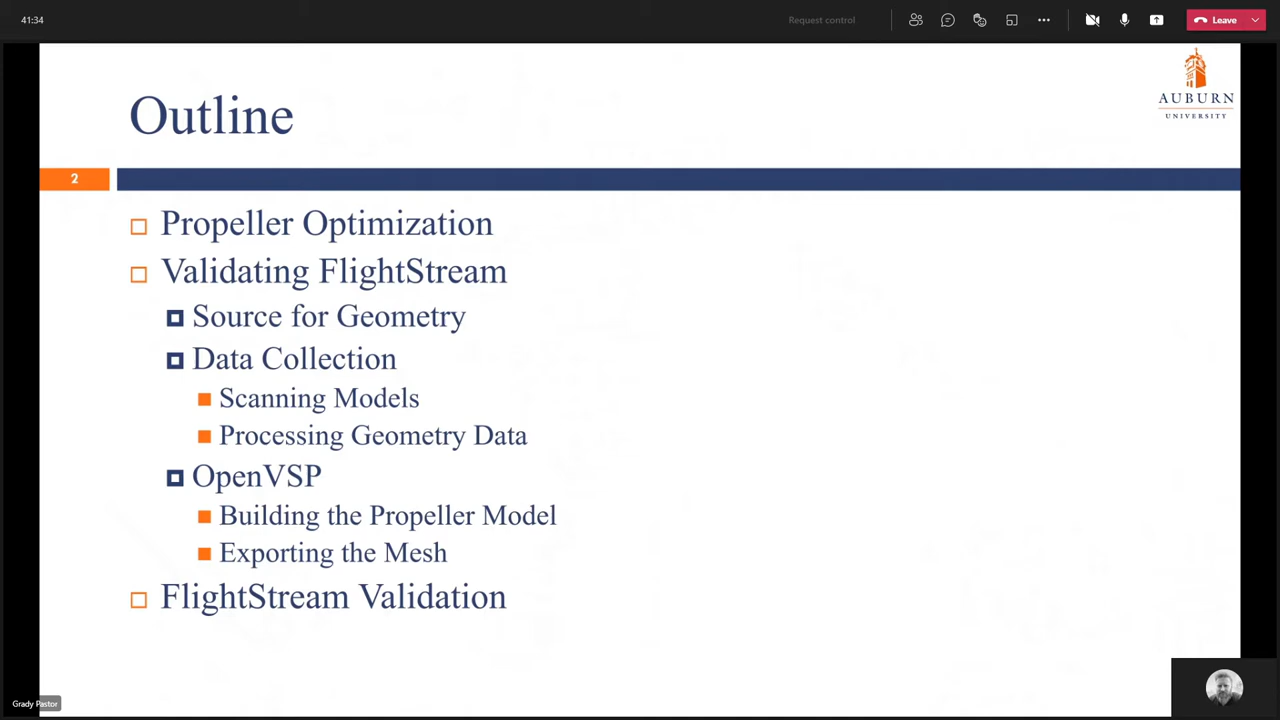 41:34
Request control
Leave
Outline
AUBURN
UNIVERSITY
2
Propeller Optimization
Validating FlightStream
Source for Geometry
Data Collection
Scanning Models
Processing Geometry Data
OpenVSP
Building the Propeller Model
Exporting the Mesh
FlightStream Validation
Grady Pastor